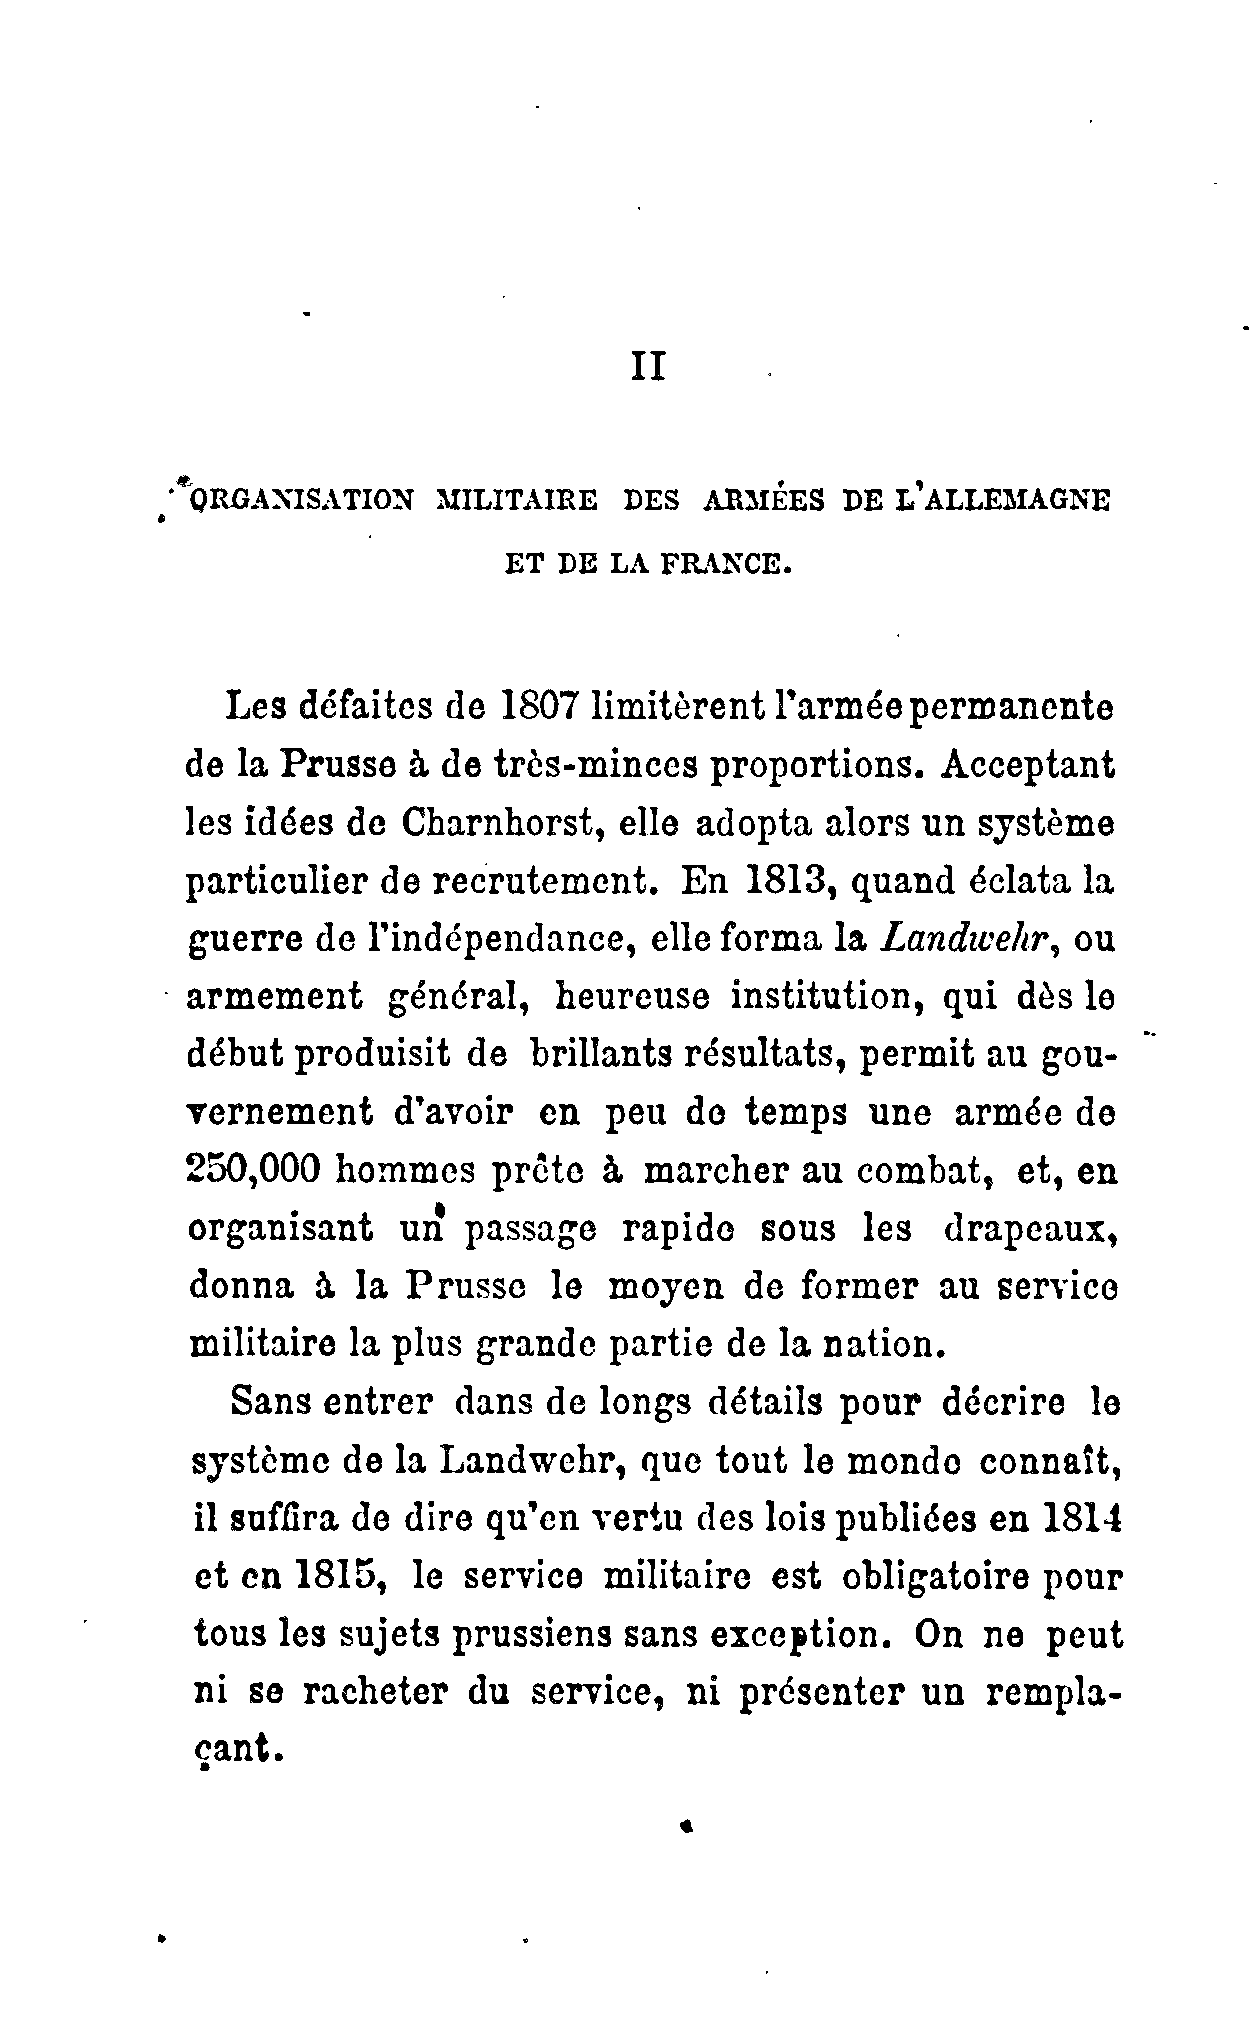 II
ORGANISATION MILITAIRE DES ARMÉES DE L'ALLEMAGNE
ET DE LA FRANCE.
Les défaites de 1807 limitèrent l'armée permanente
de la Prusse à de très-minces proportions. Acceptant
les idées de Charnhorst, elle adopta alors un système
particulier de recrutement. En 1813, quand éclata la
guerre de l'indépendance, elle forma la Landwehr, ou
armement général, heureuse institution, qui dès le
début produisit de brillants résultats, permit au gou-
vernement d'avoir en peu de temps une armée de
250,000 hommes prête à marcher au combat, et, en
organisant un passage rapide sous les drapeaux,
donna à la Prusse le moyen de former au service
militaire la plus grande partie de la nation.
Sans entrer dans de longs détails pour décrire le
système de la Landwehr, que tout le monde connaît,
il suffira de dire qu'en vertu des lois publiées en 1814
et en 1815, le service militaire est obligatoire pour
tous les sujets prussiens sans exception. On ne peut
ni se racheter du service, ni présenter un rempla-
çant.